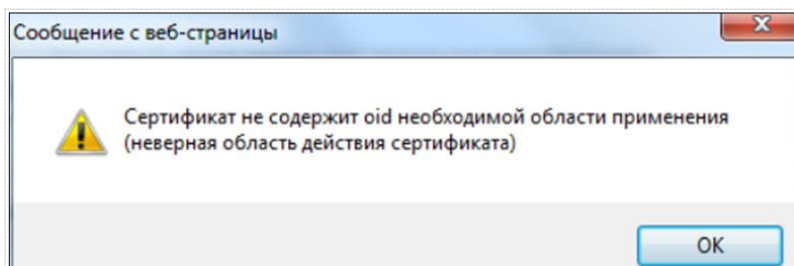 Сообщение с веб-страницы
Сертификат не содержит oid необходимой области применения
(неверная область действия сертификата)
OK